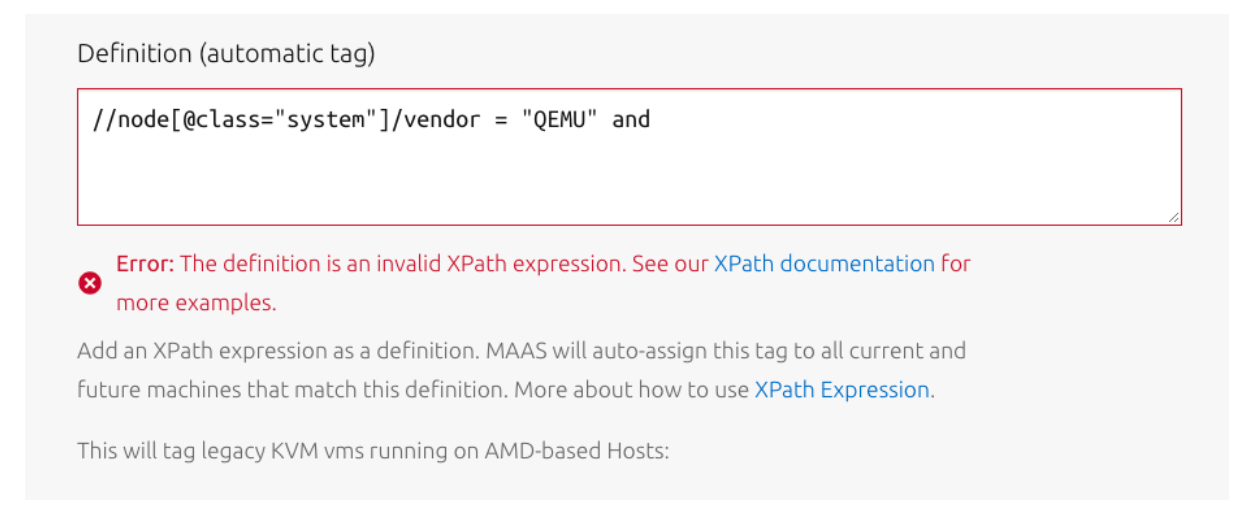 Definition (automatic tag)
//node[@class="system"]/vendor = "QEMU" and
Error: The definition is an invalid XPath expression. See our XPath documentation for
more examples.
Add an XPath expression as a definition. MAAS will auto-assign this tag to all current and
future machines that match this definition. More about how to use XPath Expression.
This will tag legacy KVM vms running on AMD-based Hosts: